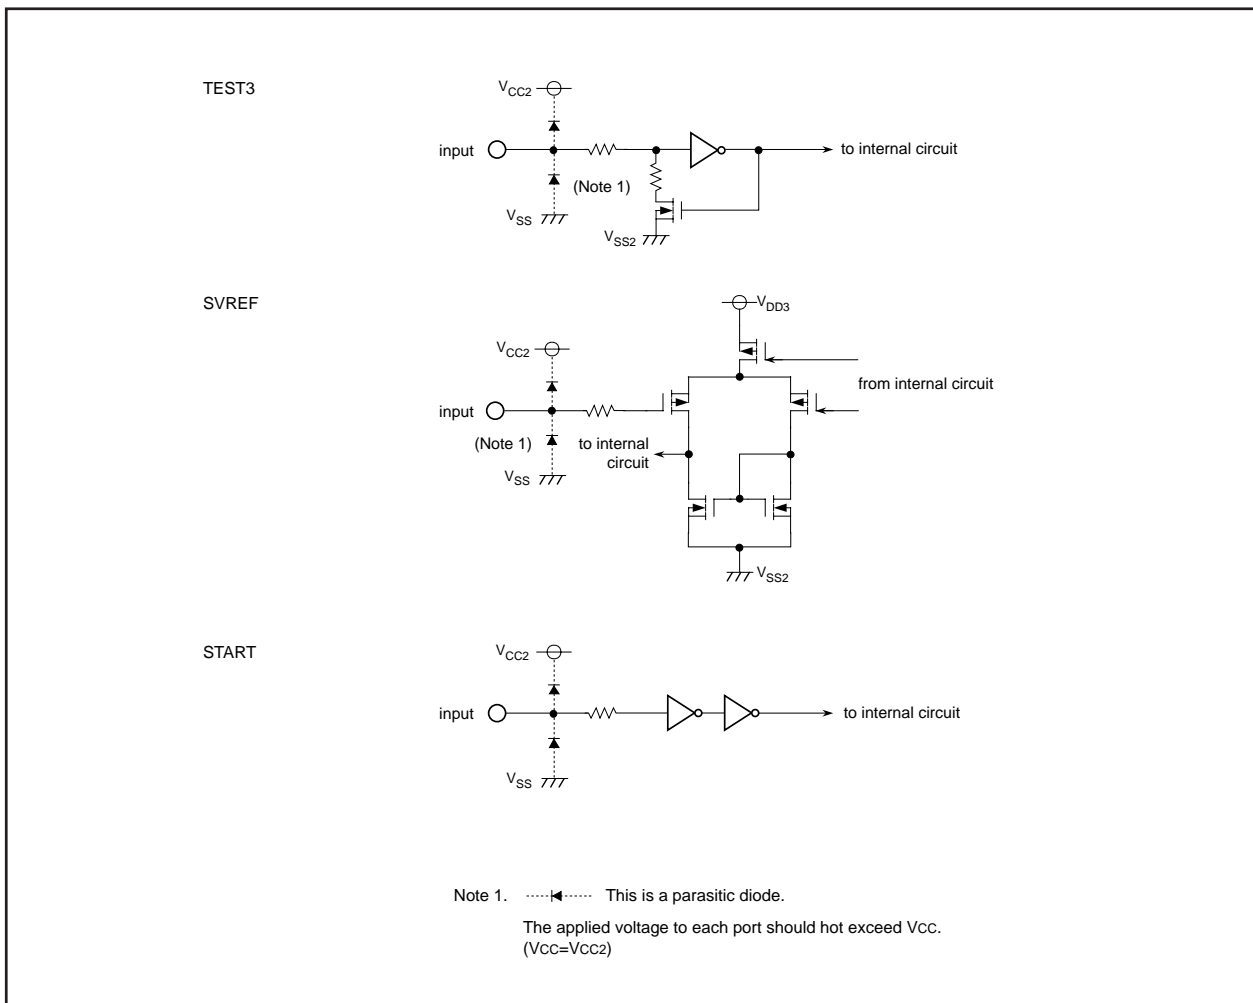 TEST3
VCC2
input
to internal circuit
(Note 1)
VSS
VSS2
SVREF
VDD3
VCC2
from internal circuit
input
(Note 1)
to internal
circuit
VSS
VSS2
START
VCC2
input
to internal circuit
VSS
Note 1. This is a parasitic diode.
The applied voltage to each port should hot exceed VCC.
(VCC=VCC2)